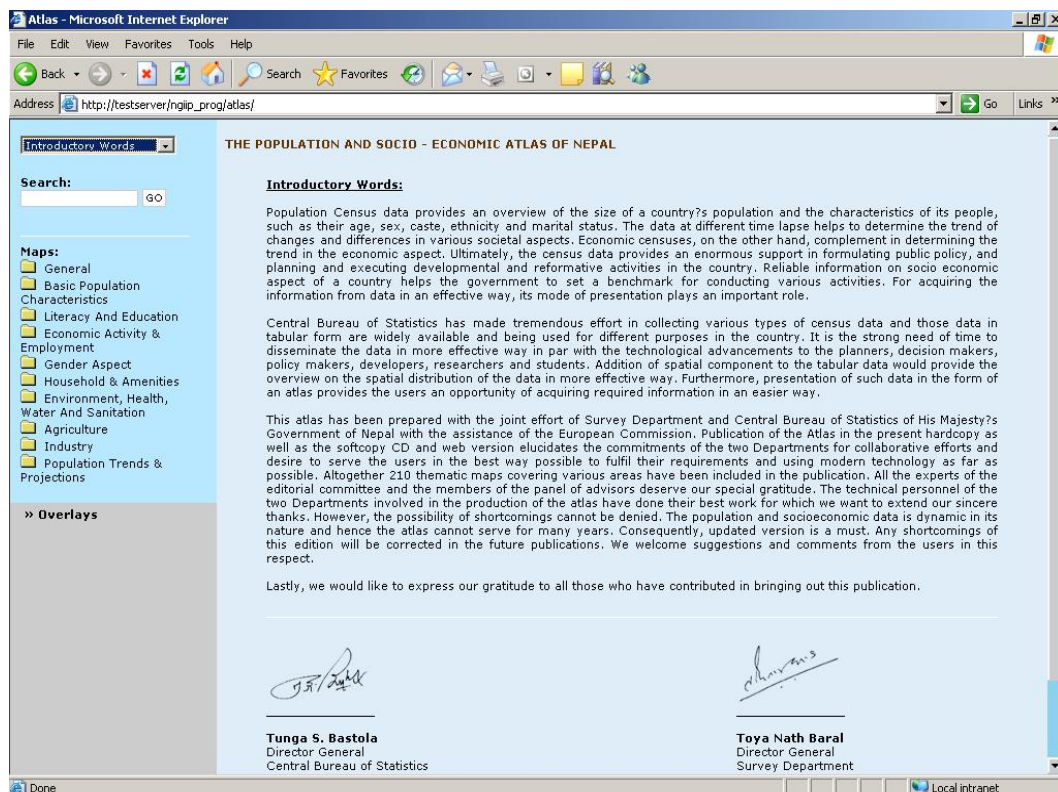 Atlas - Microsoft Internet Explorer
File Edit View Favorites Tools Help
Back Search Favorites
Address http://testserver/ngiip_prog/atlas/ Go Links »
Introductory Words
Search:
GO
Maps:
General
Basic Population
Characteristics
Literacy And Education
Economic Activity &
Employment
Gender Aspect
Household & Amenities
Environment, Health,
Water And Sanitation
Agriculture
Industry
Population Trends &
Projections
» Overlays
THE POPULATION AND SOCIO - ECONOMIC ATLAS OF NEPAL
Introductory Words:
Population Census data provides an overview of the size of a country?s population and the characteristics of its people,
such as their age, sex, caste, ethnicity and marital status. The data at different time lapse helps to determine the trend of
changes and differences in various societal aspects. Economic censuses, on the other hand, complement in determining the
trend in the economic aspect. Ultimately, the census data provides an enormous support in formulating public policy, and
planning and executing developmental and reformative activities in the country. Reliable information on socio economic
aspect of a country helps the government to set a benchmark for conducting various activities. For acquiring the
information from data in an effective way, its mode of presentation plays an important role.
Central Bureau of Statistics has made tremendous effort in collecting various types of census data and those data in
tabular form are widely available and being used for different purposes in the country. It is the strong need of time to
disseminate the data in more effective way in par with the technological advancements to the planners, decision makers,
policy makers, developers, researchers and students. Addition of spatial component to the tabular data would provide the
overview on the spatial distribution of the data in more effective way. Furthermore, presentation of such data in the form of
an atlas provides the users an opportunity of acquiring required information in an easier way.
This atlas has been prepared with the joint effort of Survey Department and Central Bureau of Statistics of His Majesty?s
Government of Nepal with the assistance of the European Commission. Publication of the Atlas in the present hardcopy as
well as the softcopy CD and web version elucidates the commitments of the two Departments for collaborative efforts and
desire to serve the users in the best way possible to fulfil their requirements and using modern technology as far as
possible. Altogether 210 thematic maps covering various areas have been included in the publication. All the experts of the
editorial committee and the members of the panel of advisors deserve our special gratitude. The technical personnel of the
two Departments involved in the production of the atlas have done their best work for which we want to extend our sincere
thanks. However, the possibility of shortcomings cannot be denied. The population and socioeconomic data is dynamic in its
nature and hence the atlas cannot serve for many years. Consequently, updated version is a must. Any shortcomings of
this edition will be corrected in the future publications. We welcome suggestions and comments from the users in this
respect.
Lastly, we would like to express our gratitude to all those who have contributed in bringing out this publication.
Tunga S. Bastola
Director General
Central Bureau of Statistics
Toya Nath Baral
Director General
Survey Department
Done
Local intranet